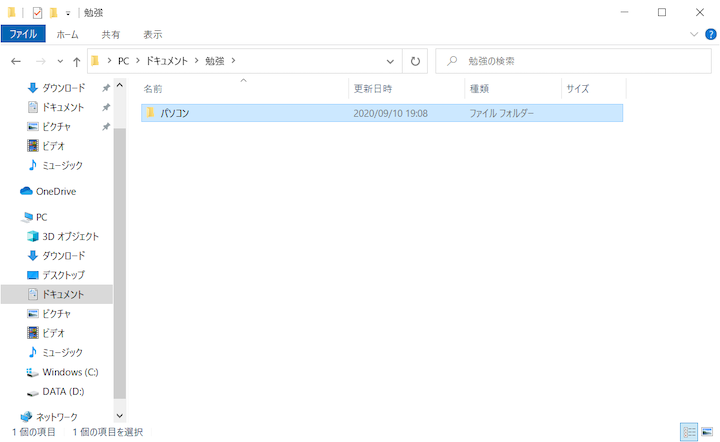 勉強
ファイル ホーム 共有 表示
PC ドキュメント 勉強
勉強の検索
名前 更新日時 種類 サイズ
パソコン 2020/09/10 19:08 ファイル フォルダー
ダウンロード
ドキュメント
ピクチャ
ビデオ
ミュージック
OneDrive
PC
3D オブジェクト
ダウンロード
デスクトップ
ドキュメント
ピクチャ
ビデオ
ミュージック
Windows (C:)
DATA (D:)
ネットワーク
1 個の項目 1 個の項目を選択